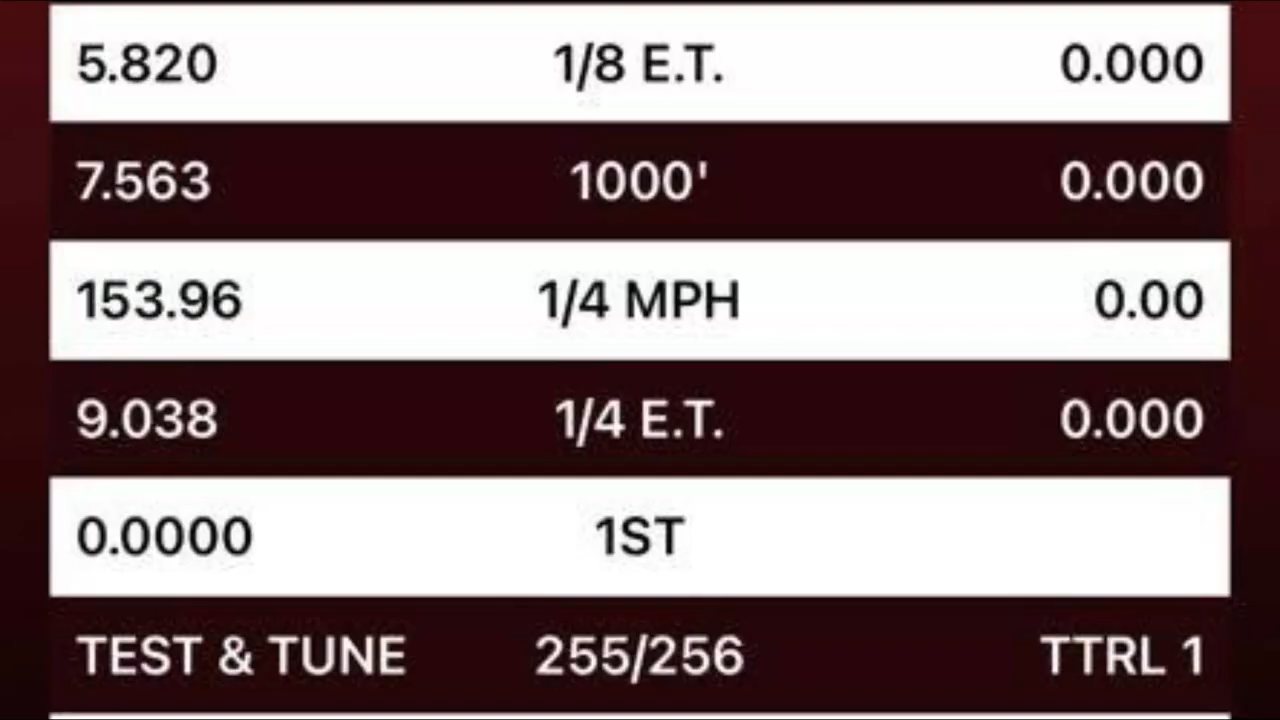 5.820 1/8 E.T. 0.000
7.563 1000' 0.000
153.96 1/4 MPH 0.00
9.038 1/4 E.T. 0.000
0.0000 1ST
TEST & TUNE 255/256 TTRL 1